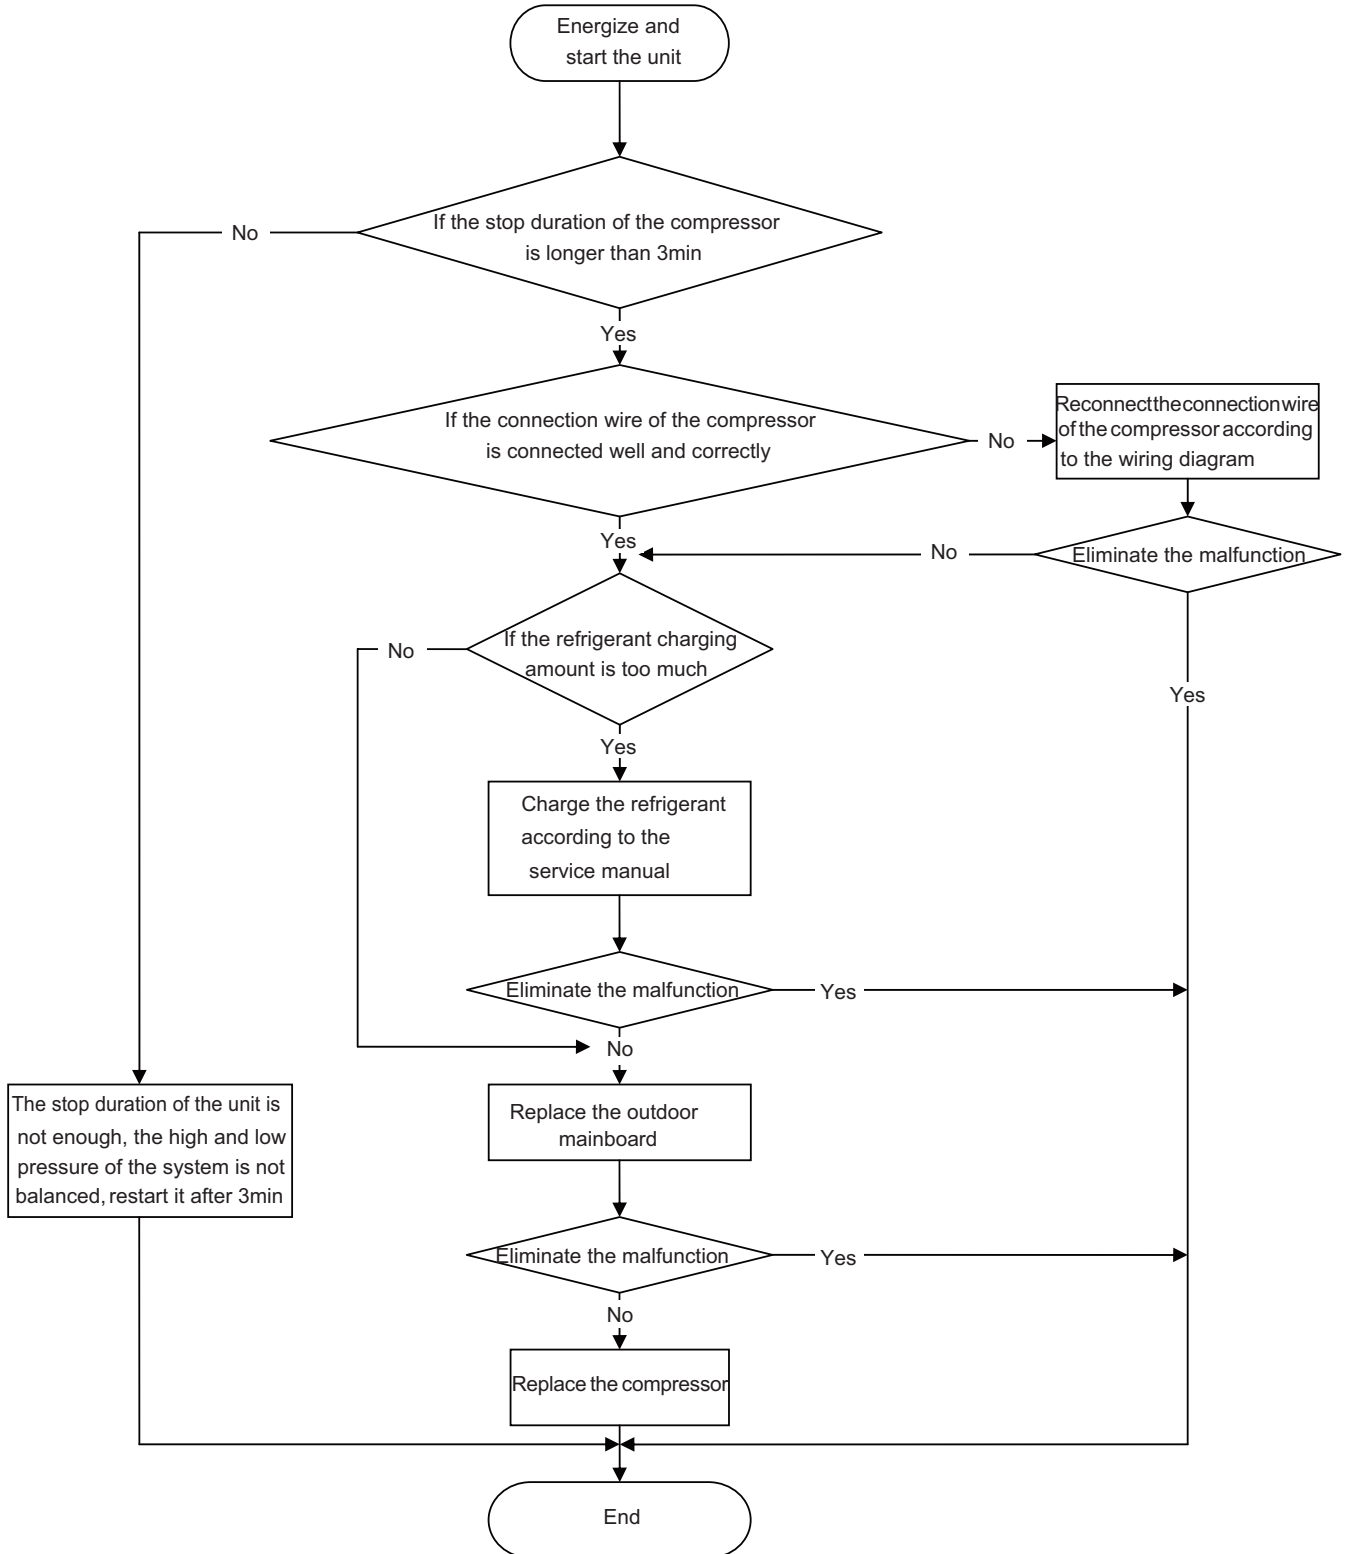 Energize and
start the unit
If the stop duration of the compressor
is longer than 3min
No
Yes
If the connection wire of the compressor
is connected well and correctly
No
Reconnect the connection wire
of the compressor according
to the wiring diagram
Yes
No
Eliminate the malfunction
If the refrigerant charging
amount is too much
No
Yes
Yes
Charge the refrigerant
according to the
service manual
Eliminate the malfunction
Yes
No
The stop duration of the unit is
not enough, the high and low
pressure of the system is not
balanced, restart it after 3min
Replace the outdoor
mainboard
Eliminate the malfunction
Yes
No
Replace the compressor
End